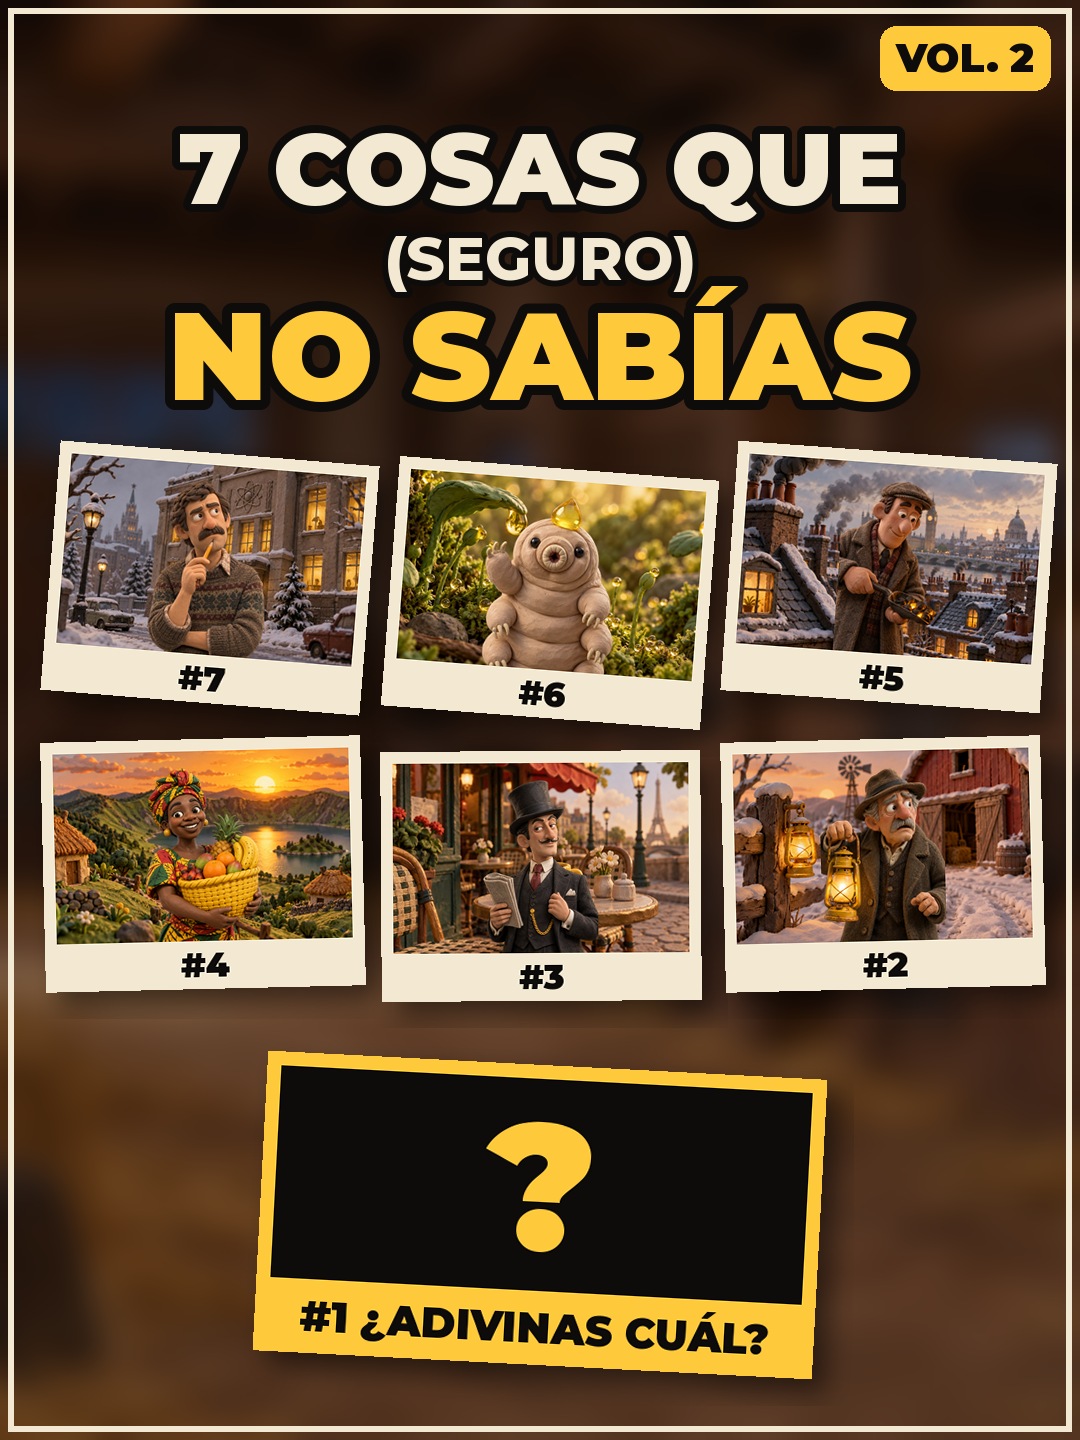 VOL. 2
7 COSAS QUE
(SEGURO)
NO SABÍAS
#7
#6
#5
#4
#3
#2
#1 ¿ADIVINAS CUÁL?